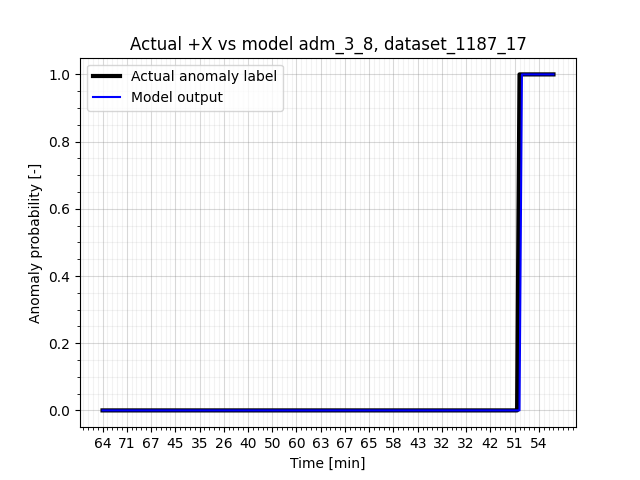 Actual +X vs model adm_3_8, dataset_1187_17
Actual anomaly label
Model output
1.0
0.8
0.6
0.4
0.2
0.0
Anomaly probability [-]
64 71 67 45 35 26 40 50 60 63 67 65 58 43 32 32 42 51 54
Time [min]